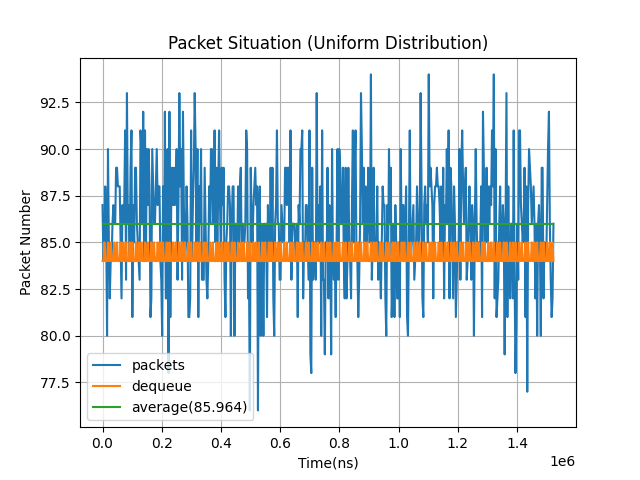 Packet Situation (Uniform Distribution)
Packet Number
92.5
90.0
87.5
85.0
82.5
80.0
77.5
packets
dequeue
average(85.964)
0.0 0.2 0.4 0.6 0.8 1.0 1.2 1.4
1e6
Time(ns)